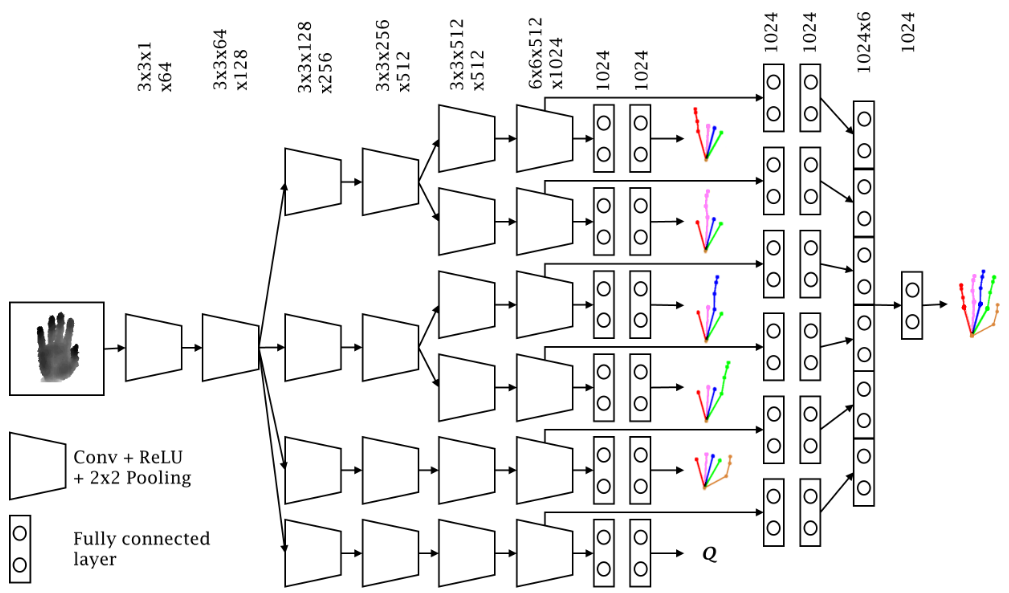 3x3x1
x64
3x3x64
x128
3x3x128
x256
3x3x256
x512
3x3x512
x512
6x6x512
x1024
1024
1024
1024
1024
1024x6
1024
Conv + ReLU
+ 2x2 Pooling
Fully connected
layer
Q